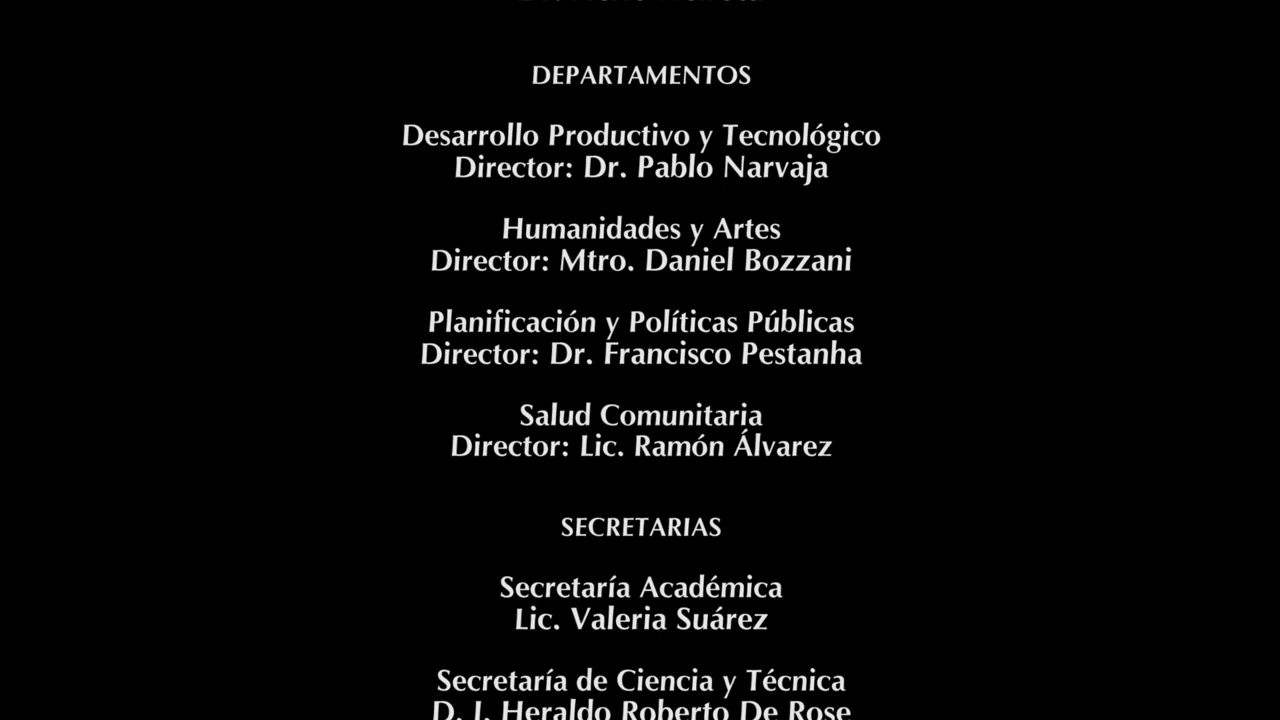 DEPARTAMENTOS
Desarrollo Productivo y Tecnológico
Director: Dr. Pablo Narvaja
Humanidades y Artes
Director: Mtro. Daniel Bozzani
Planificación y Políticas Públicas
Director: Dr. Francisco Pestanha
Salud Comunitaria
Director: Lic. Ramón Álvarez
SECRETARIAS
Secretaría Académica
Lic. Valeria Suárez
Secretaría de Ciencia y Técnica
D. I. Heraldo Roberto De Rose